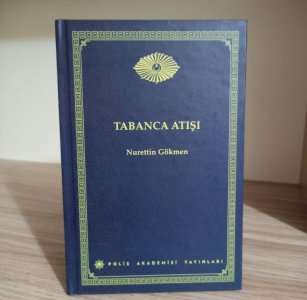 TABANCA ATIŞI
Nurettin Gökmen
POLİS AKADEMİSİ YAYINLARI